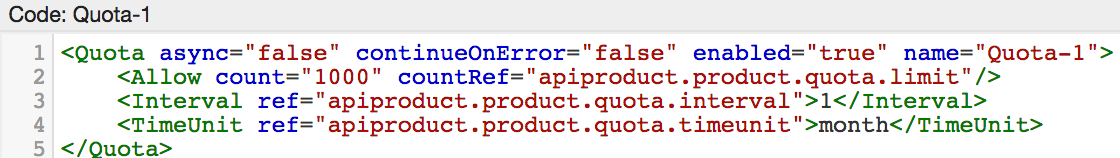 Code: Quota-1
1 <Quota async="false" continueOnError="false" enabled="true" name="Quota-1">
2 <Allow count="1000" countRef="apiproduct.product.quota.limit"/>
3 <Interval ref="apiproduct.product.quota.interval">1</Interval>
4 <TimeUnit ref="apiproduct.product.quota.timeunit">month</TimeUnit>
5 </Quota>